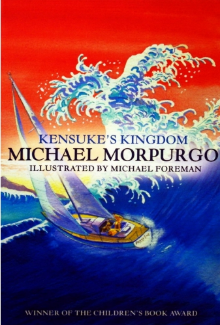 KENSUKE'S KINGDOM
MICHAEL MORPURGO
ILLUSTRATED BY MICHAEL FOREMAN
WINNER OF THE CHILDREN'S BOOK AWARD